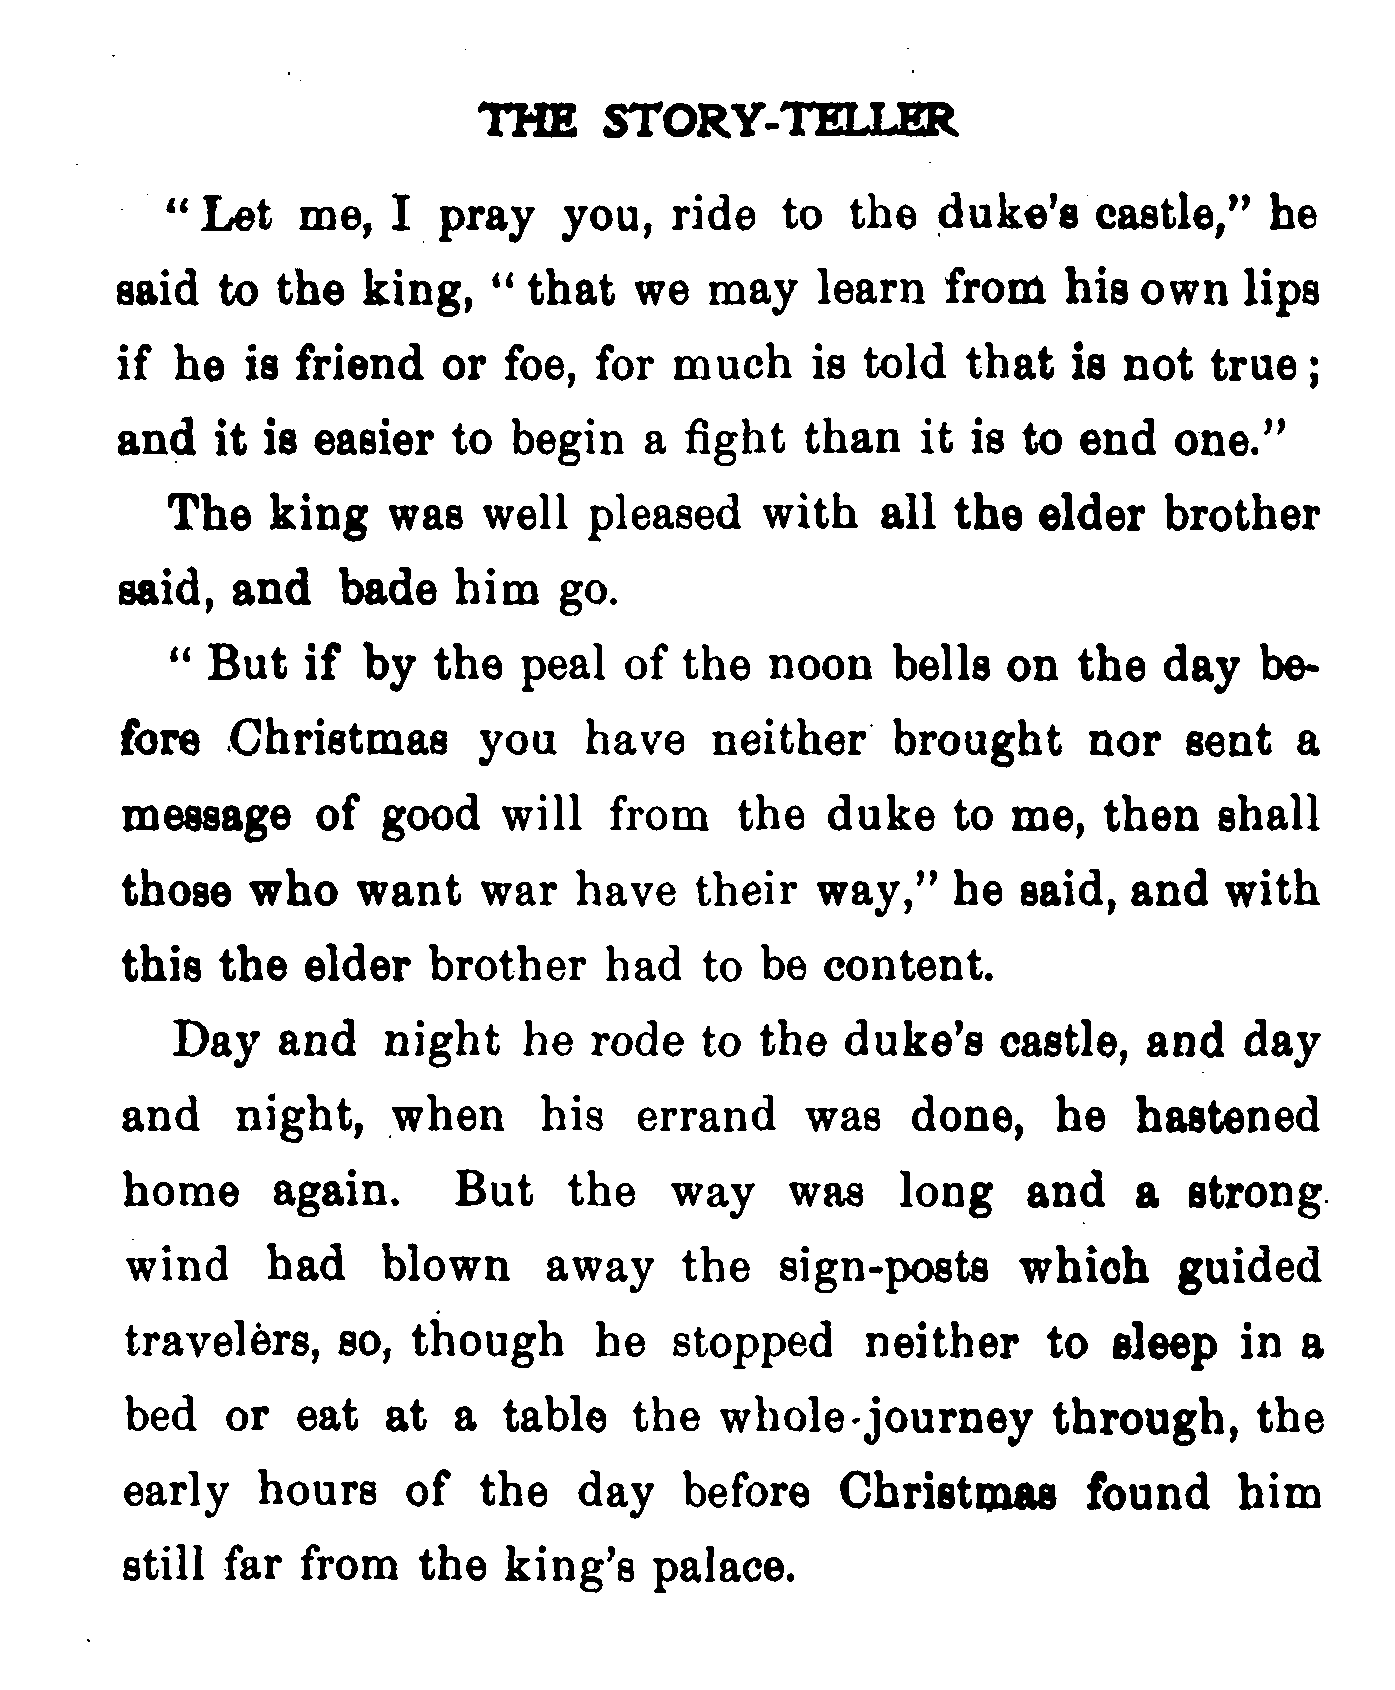 THE STORY-TELLER
"Let me, I pray you, ride to the duke's castle," he
said to the king, "that we may learn from his own lips
if he is friend or foe, for much is told that is not true;
and it is easier to begin a fight than it is to end one."
The king was well pleased with all the elder brother
said, and bade him go.
"But if by the peal of the noon bells on the day be-
fore Christmas you have neither brought nor sent a
message of good will from the duke to me, then shall
those who want war have their way," he said, and with
this the elder brother had to be content.
Day and night he rode to the duke's castle, and day
and night, when his errand was done, he hastened
home again. But the way was long and a strong
wind had blown away the sign-posts which guided
travelers, so, though he stopped neither to sleep in a
bed or eat at a table the whole journey through, the
early hours of the day before Christmas found him
still far from the king's palace.